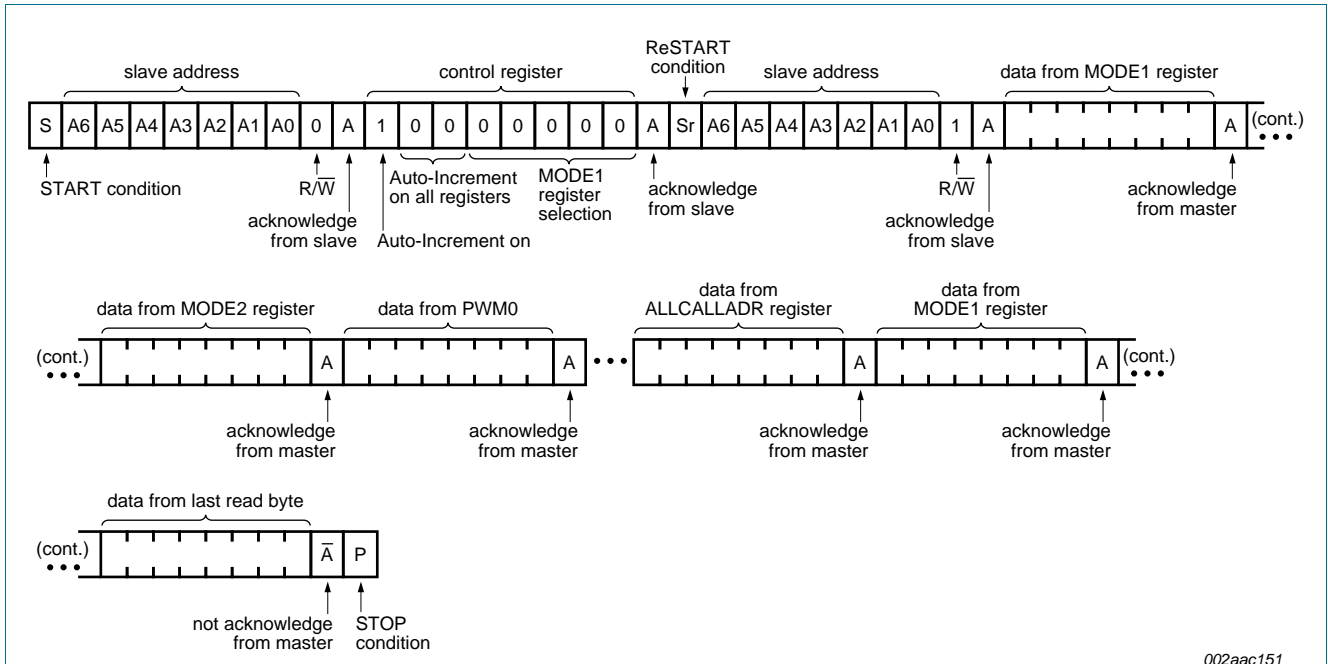 ReSTART
condition
slave address
control register
slave address
data from MODE1 register
S A6 A5 A4 A3 A2 A1 A0 0 A 1 0 0 0 0 0 0 0 A Sr A6 A5 A4 A3 A2 A1 A0 1 A A (cont.)
START condition
R/W̅
acknowledge
from slave
Auto-Increment on
Auto-Increment
on all registers
MODE1
register
selection
acknowledge
from slave
R/W̅
acknowledge
from slave
acknowledge
from master
data from MODE2 register
data from PWM0
data from
ALLCALLADR register
data from
MODE1 register
(cont.) A A A A (cont.)
acknowledge
from master
acknowledge
from master
acknowledge
from master
acknowledge
from master
data from last read byte
(cont.) A̅ P
not acknowledge
from master
STOP
condition
002aac151